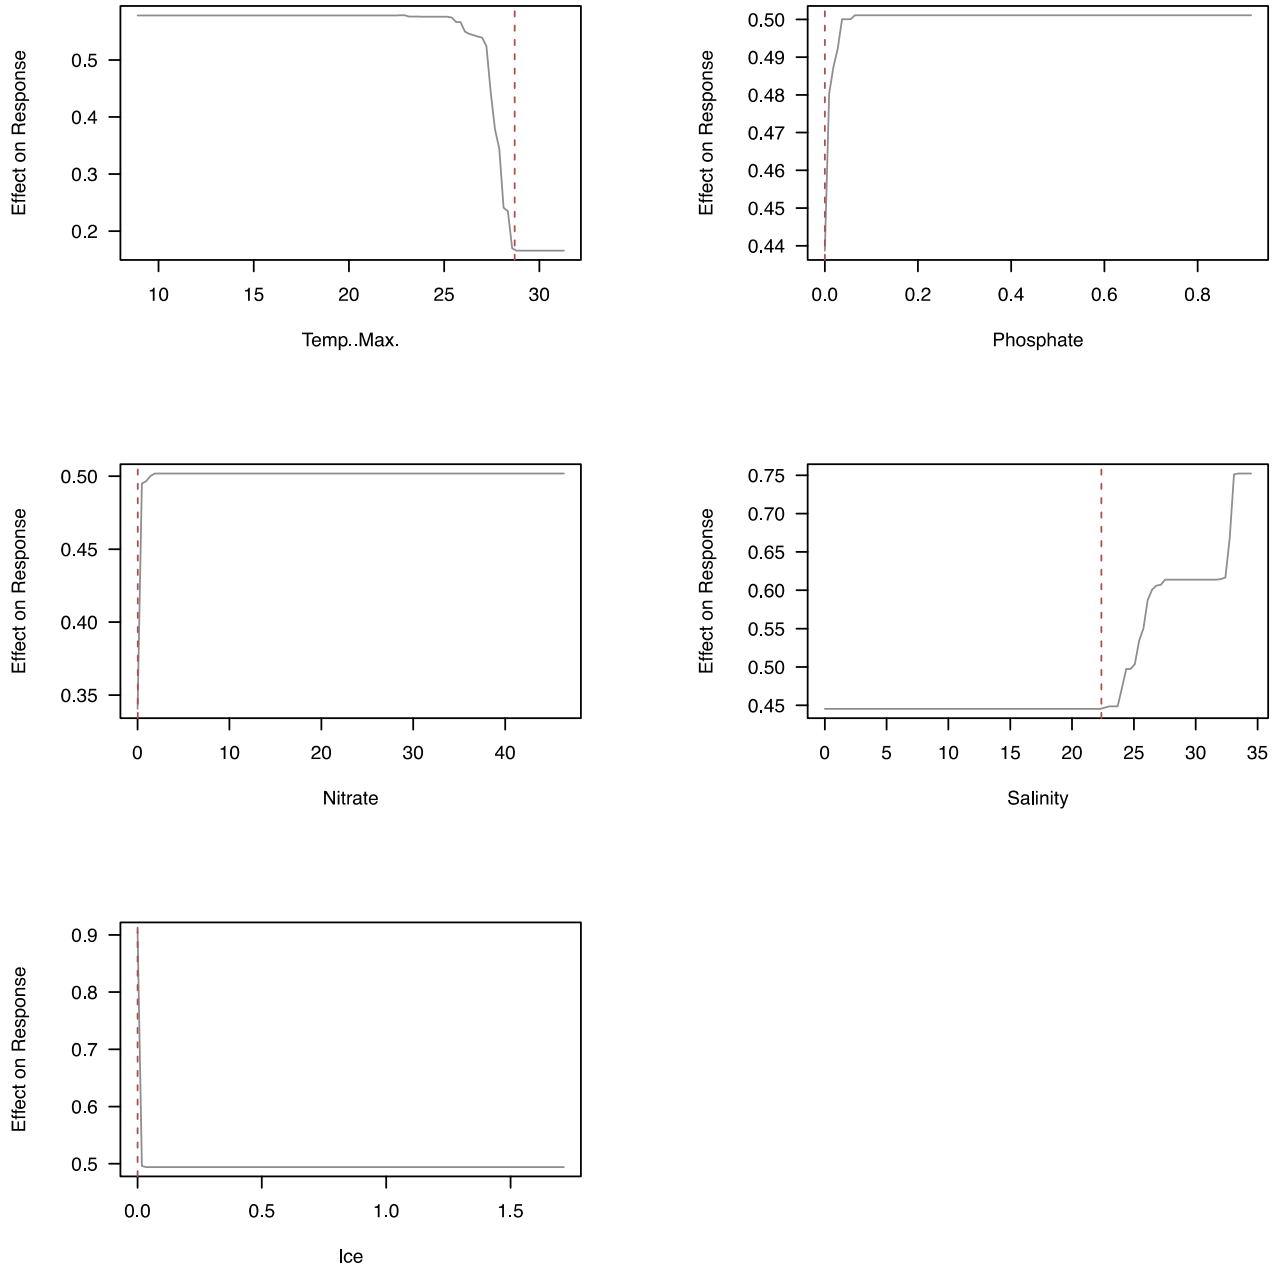 Effect on Response
0.5
0.4
0.3
0.2
10 15 20 25 30
Temp..Max.
Effect on Response
0.50
0.49
0.48
0.47
0.46
0.45
0.44
0.0 0.2 0.4 0.6 0.8
Phosphate
Effect on Response
0.50
0.45
0.40
0.35
0 10 20 30 40
Nitrate
Effect on Response
0.75
0.70
0.65
0.60
0.55
0.50
0.45
0 5 10 15 20 25 30 35
Salinity
Effect on Response
0.9
0.8
0.7
0.6
0.5
0.0 0.5 1.0 1.5
Ice